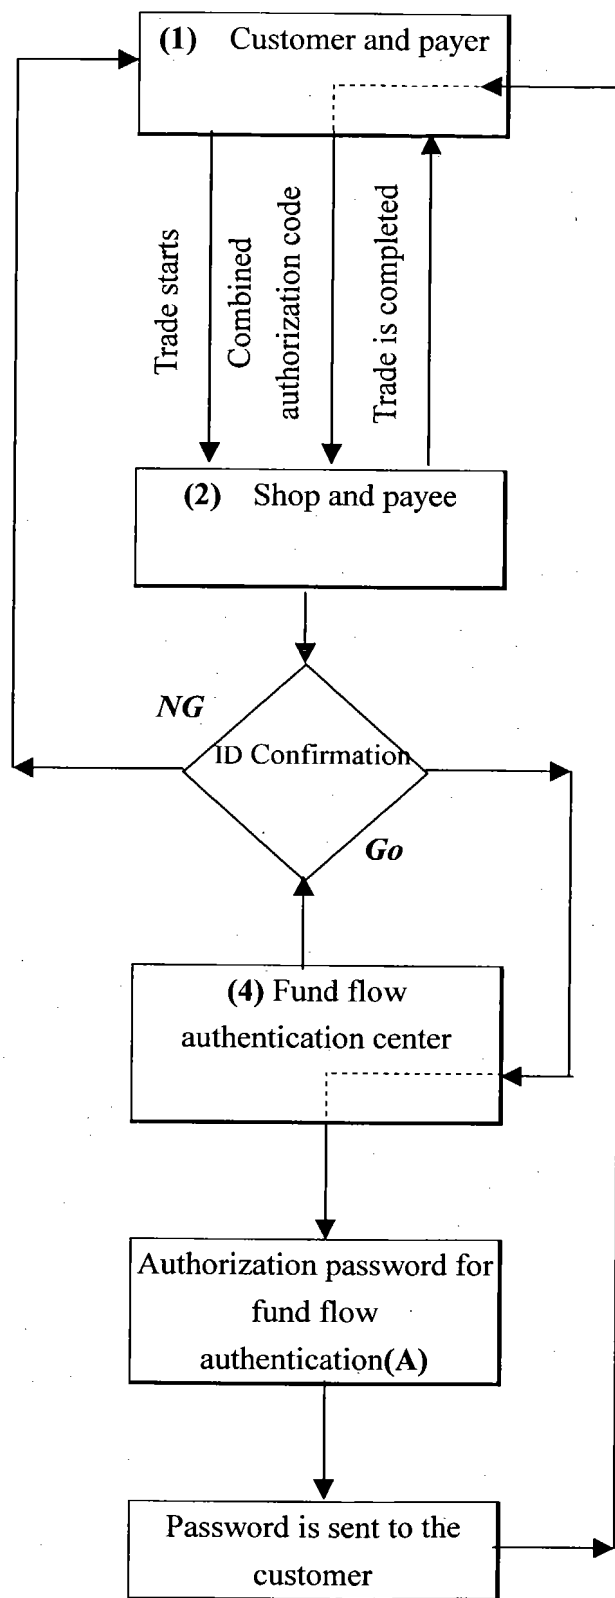 (1) Customer and payer
Trade starts
Combined
authorization code
Trade is completed
(2) Shop and payee
NG
ID Confirmation
Go
(4) Fund flow
authentication center
Authorization password for
fund flow
authentication(A)
Password is sent to the
customer